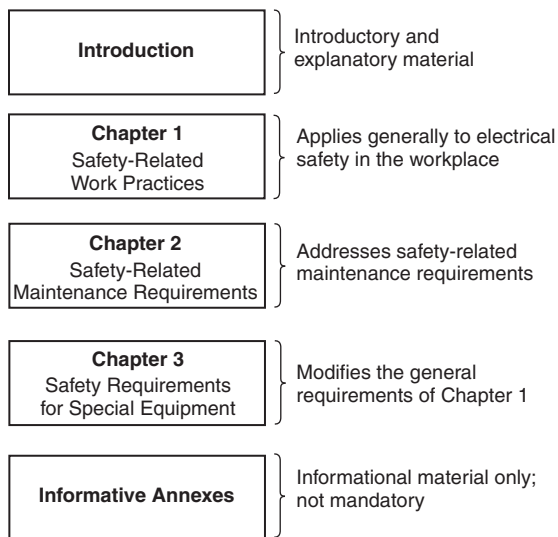 Introduction
Introductory and
explanatory material
Chapter 1
Safety-Related
Work Practices
Applies generally to electrical
safety in the workplace
Chapter 2
Safety-Related
Maintenance Requirements
Addresses safety-related
maintenance requirements
Chapter 3
Safety Requirements
for Special Equipment
Modifies the general
requirements of Chapter 1
Informative Annexes
Informational material only;
not mandatory